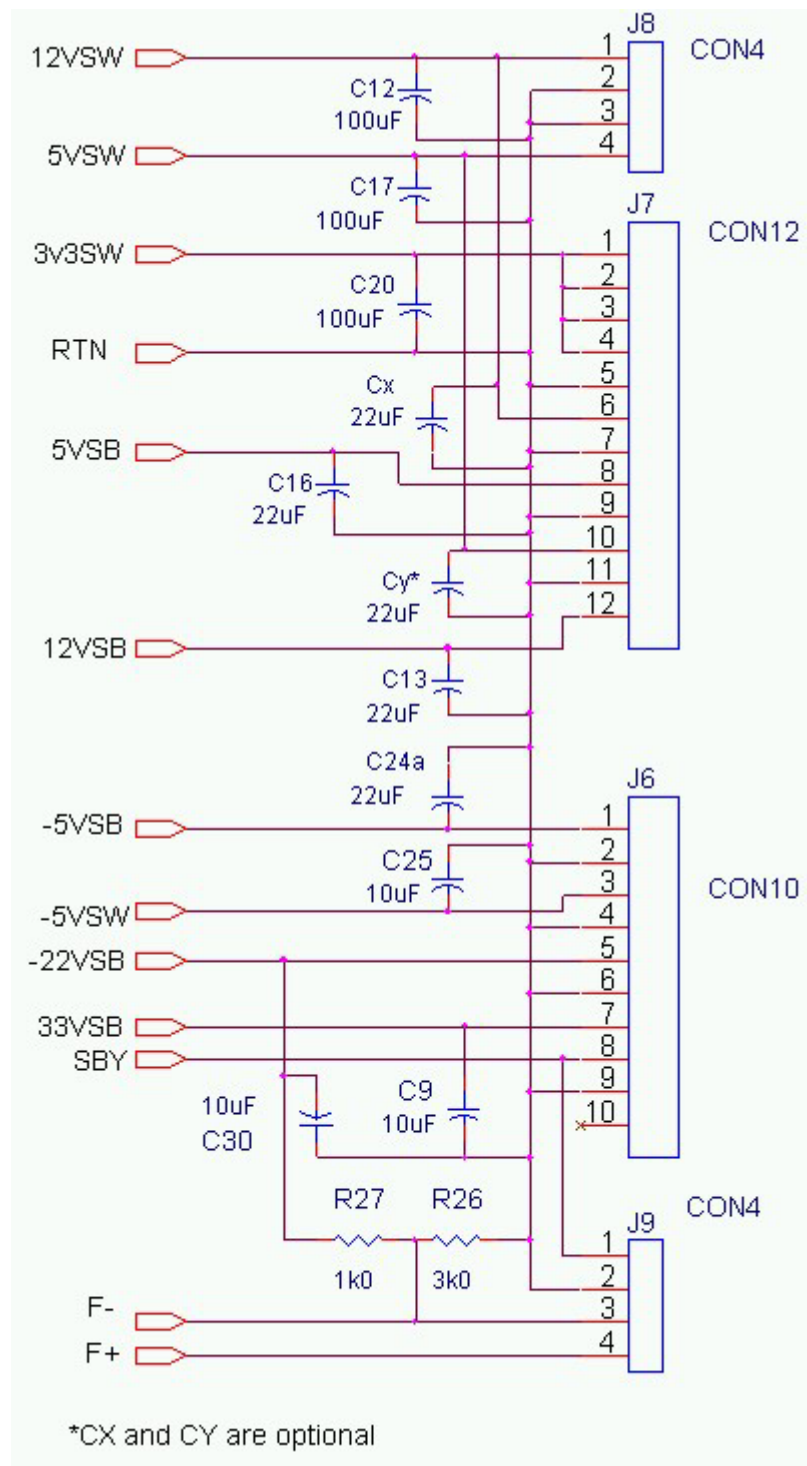 J8
CON4
12VSW
1
2
3
4
C12
100uF
5VSW
C17
100uF
J7
CON12
3v3SW
1
2
3
4
5
6
7
8
9
10
11
12
C20
100uF
RTN
Cx
22uF
5VSB
C16
22uF
Cy*
22uF
12VSB
C13
22uF
C24a
22uF
J6
CON10
-5VSB
1
2
3
4
5
6
7
8
9
10
C25
10uF
-5VSW
-22VSB
33VSB
SBY
10uF
C30
C9
10uF
R27
1k0
R26
3k0
J9
CON4
1
2
3
4
F-
F+
*CX and CY are optional